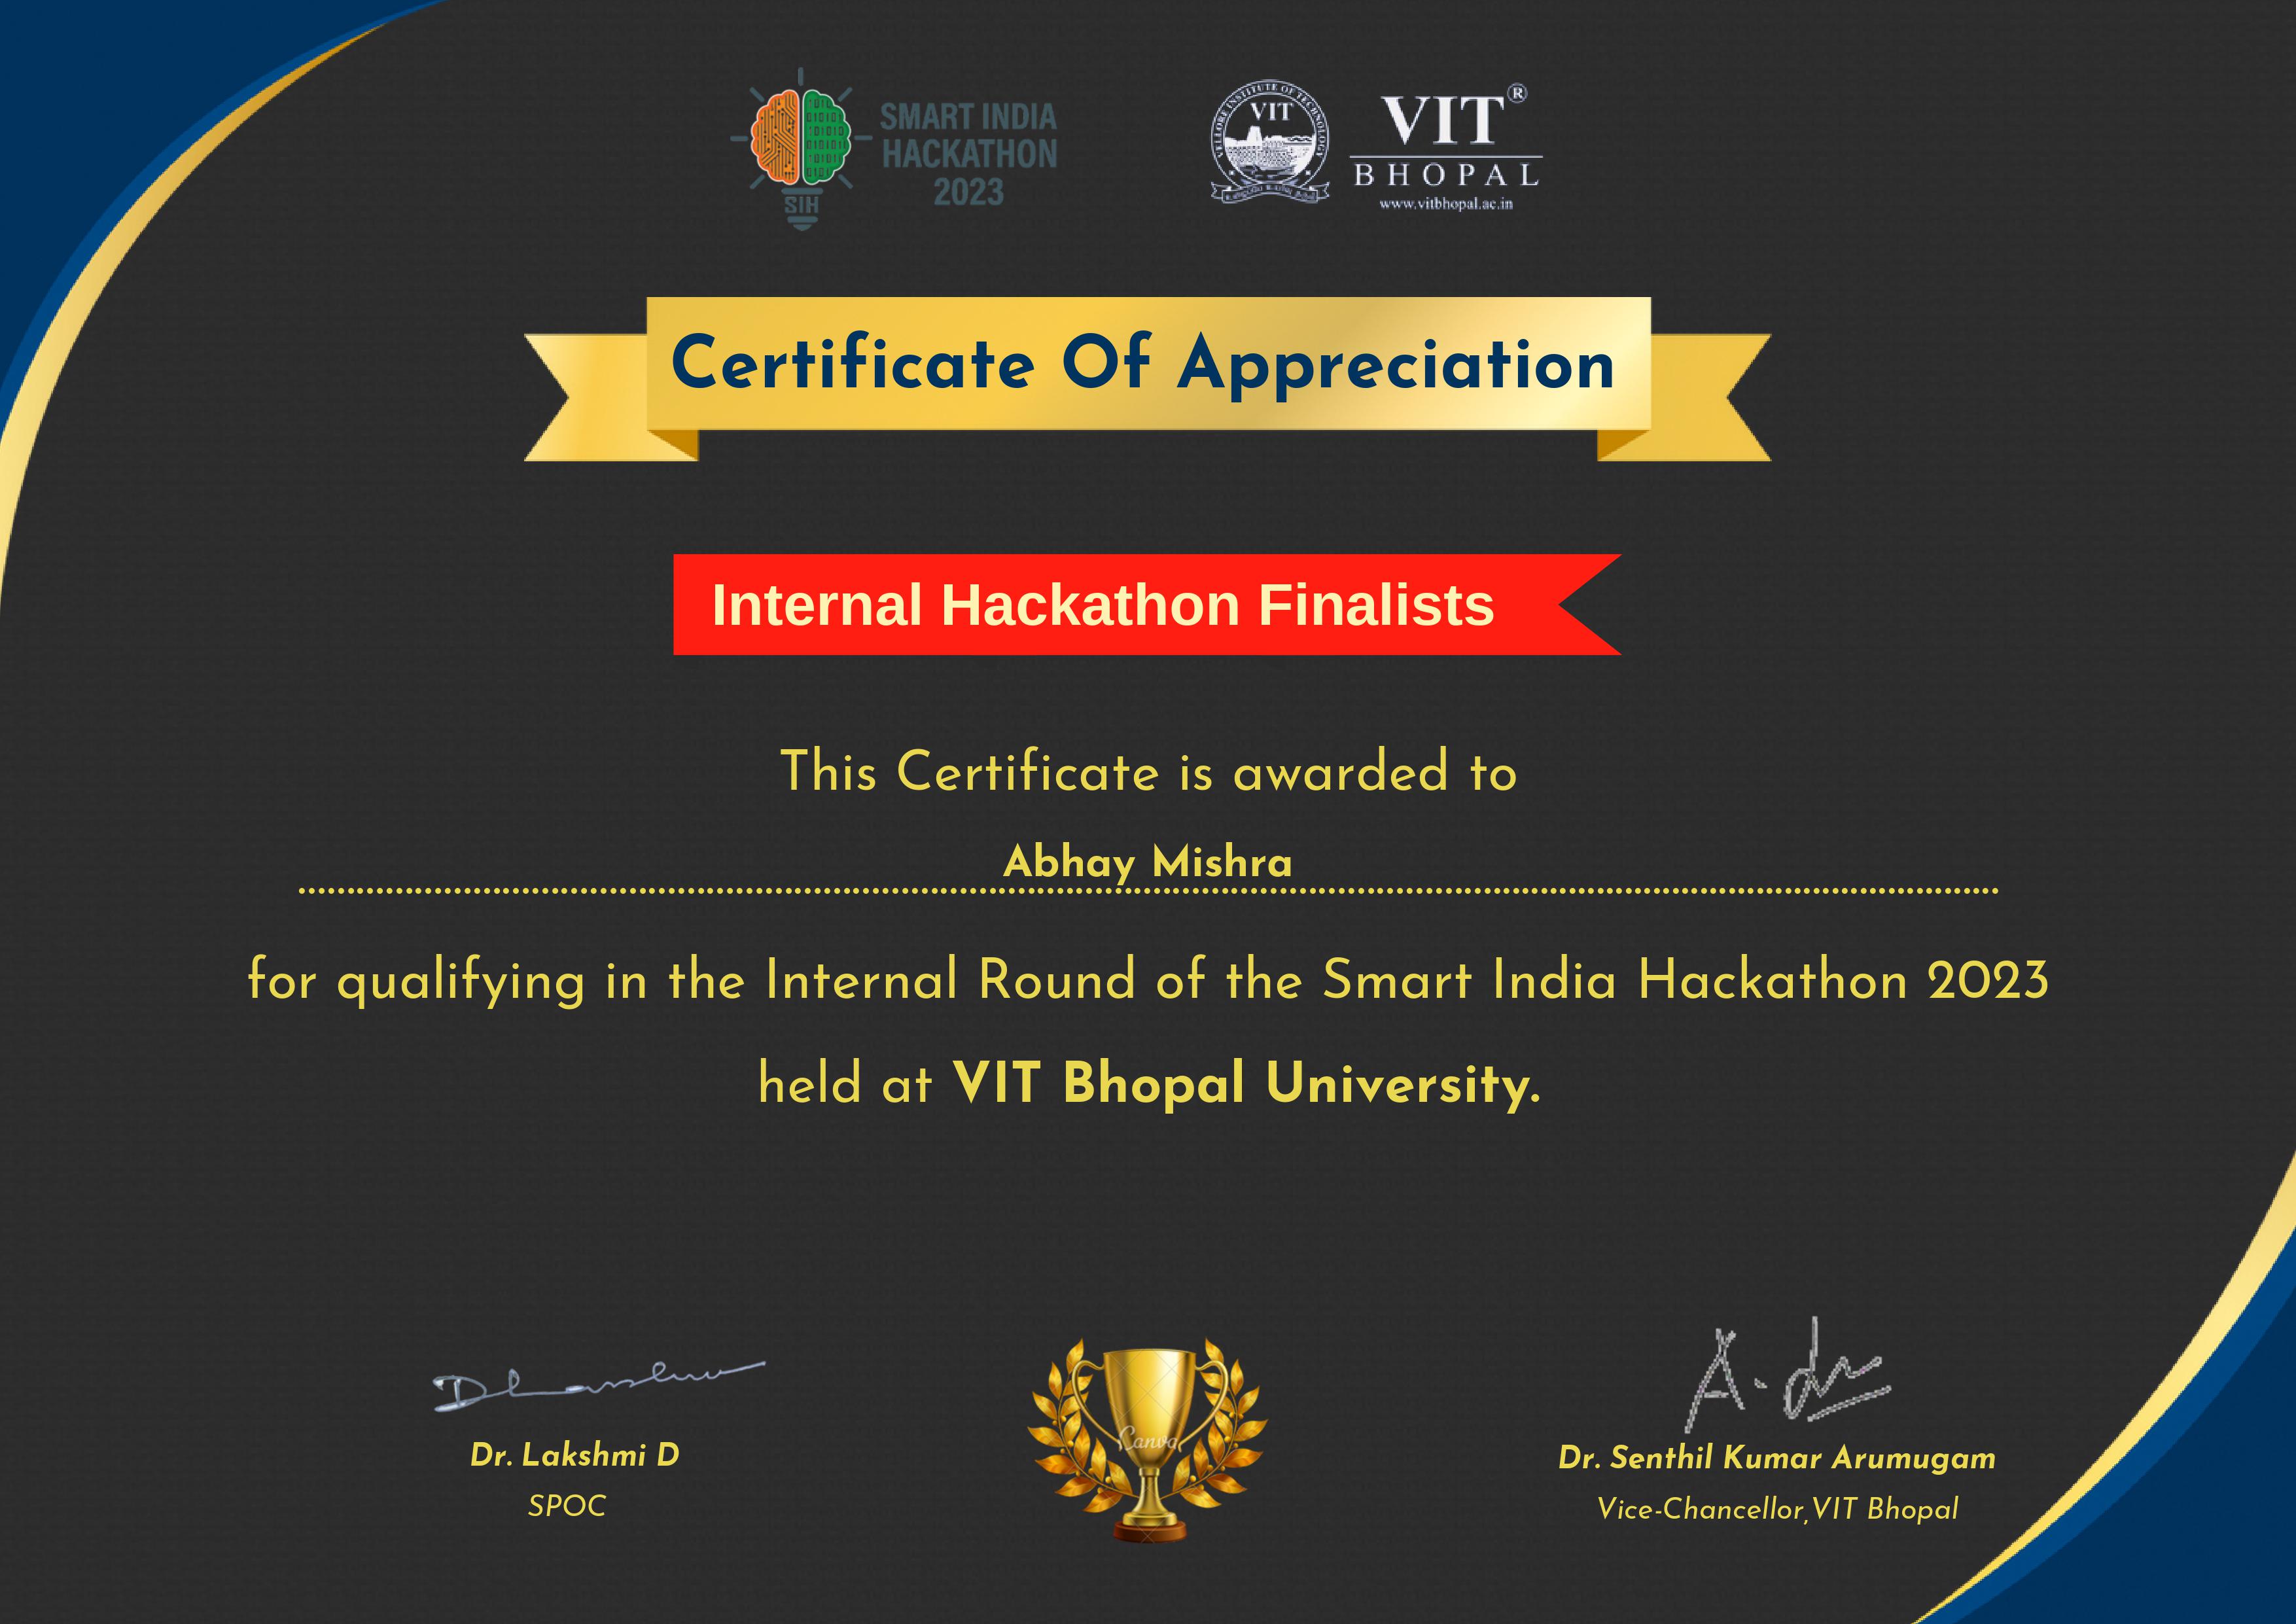 SMART INDIA
HACKATHON
2023
SIH
VELLORE INSTITUTE OF TECHNOLOGY
VIT
VIT®
BHOPAL
www.vitbhopal.ac.in
Certificate Of Appreciation
Internal Hackathon Finalists
This Certificate is awarded to
Abhay Mishra
for qualifying in the Internal Round of the Smart India Hackathon 2023
held at VIT Bhopal University.
Canva
Dr. Lakshmi D
SPOC
Dr. Senthil Kumar Arumugam
Vice-Chancellor,VIT Bhopal